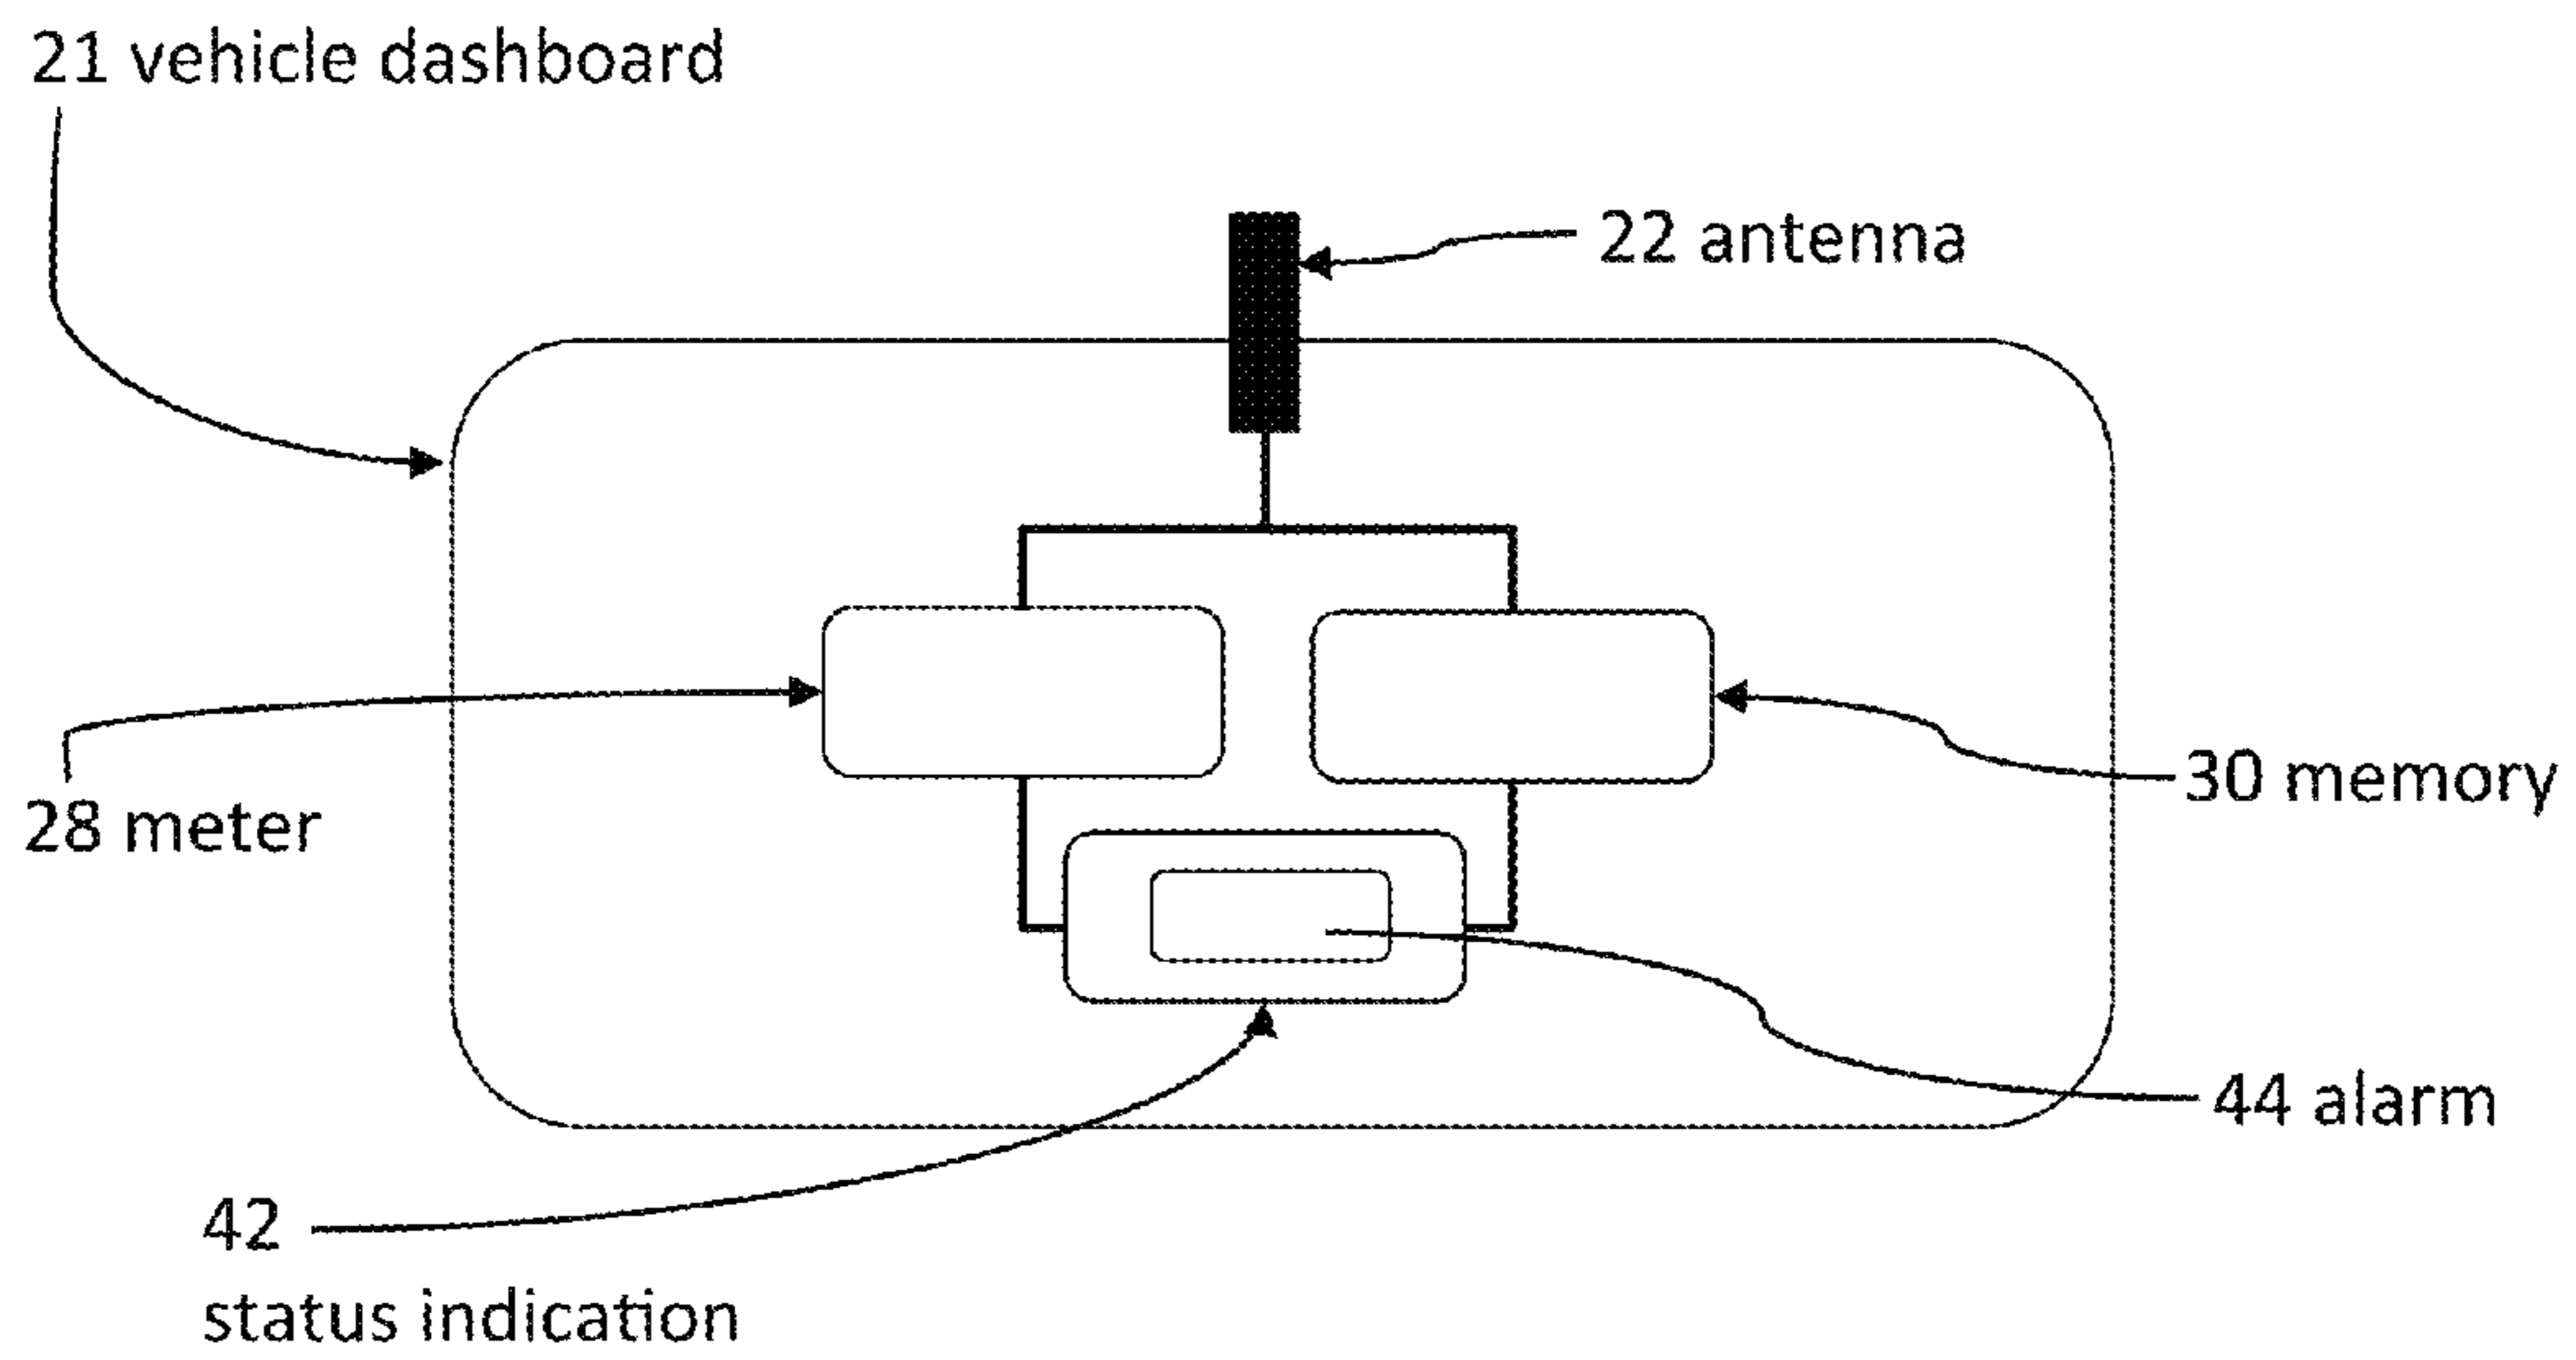 21 vehicle dashboard
22 antenna
30 memory
28 meter
44 alarm
42
status indication